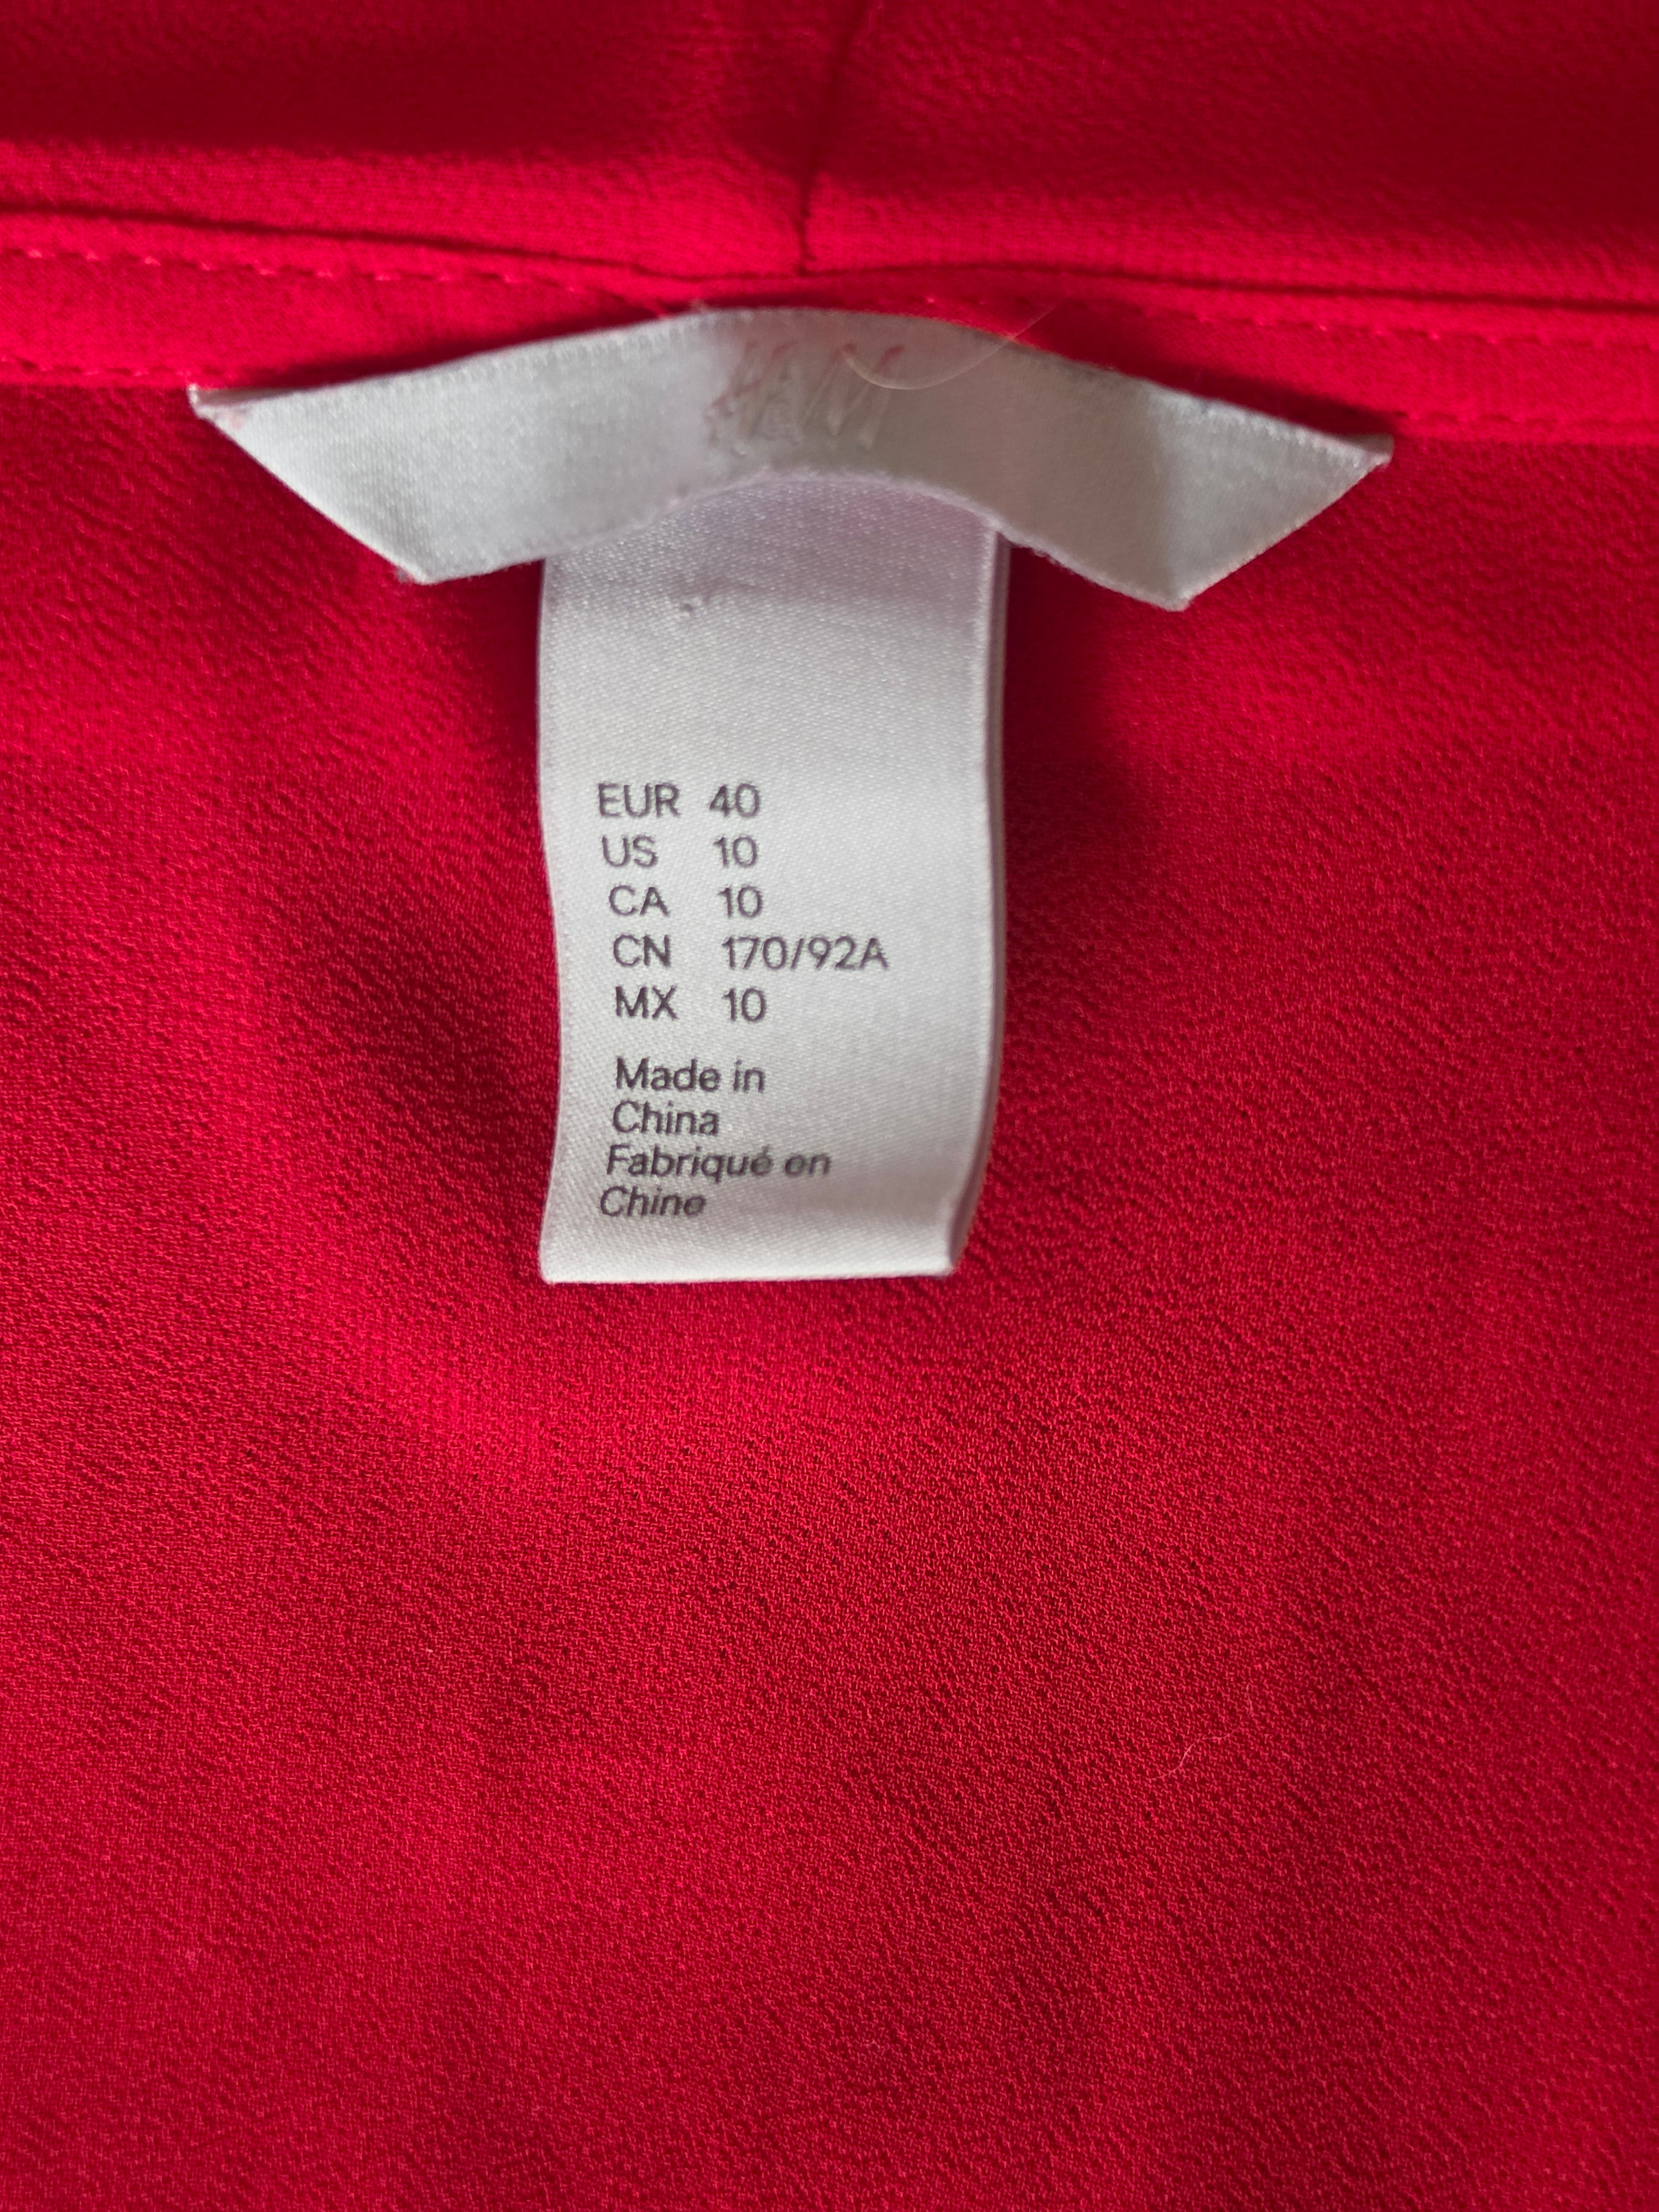 H&M
EUR 40
US 10
CA 10
CN 170/92A
MX 10
Made in
China
Fabriqué en
Chine